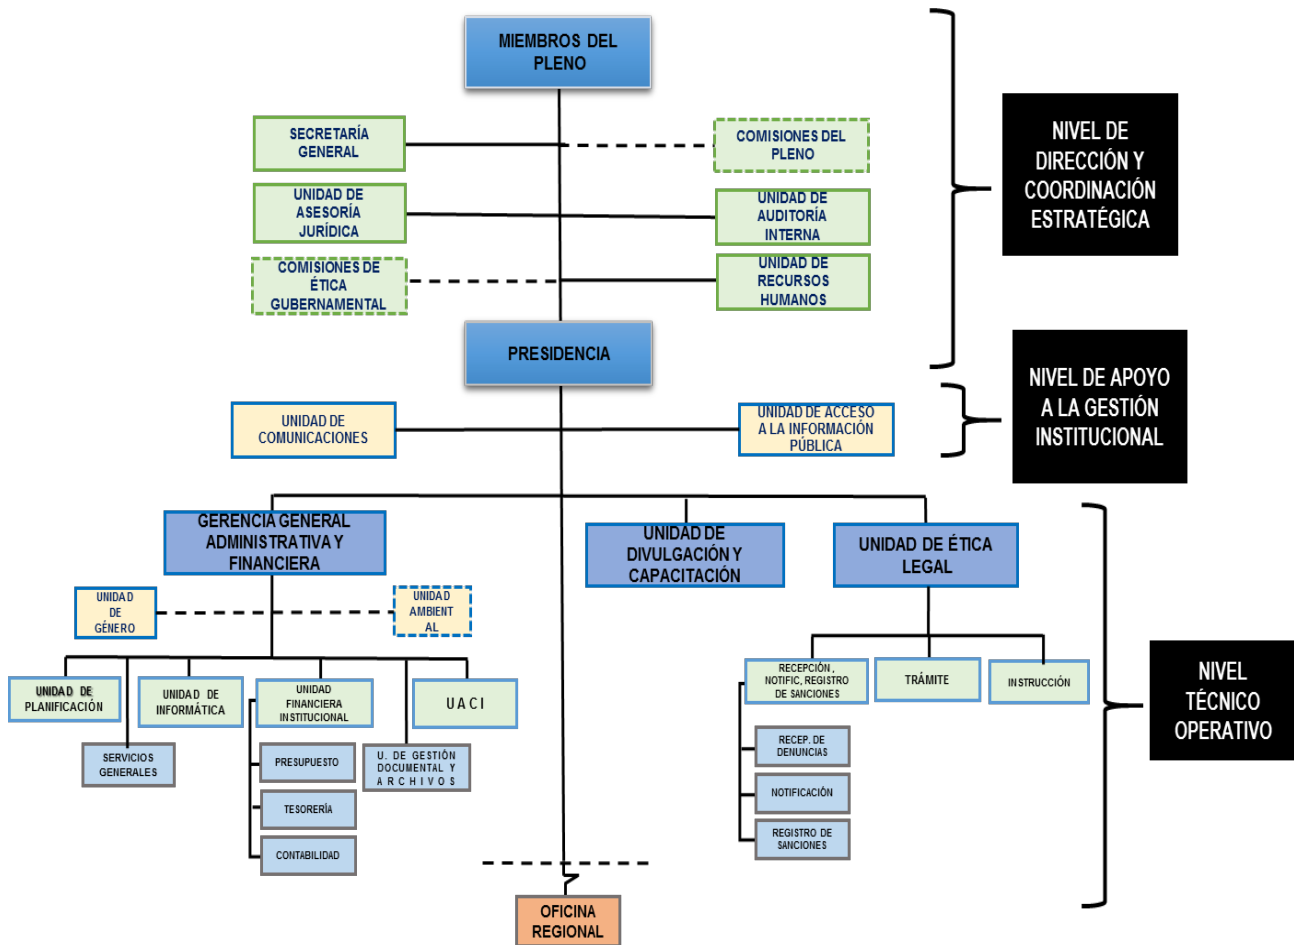 MIEMBROS DEL
PLENO
SECRETARÍA
GENERAL
COMISIONES DEL
PLENO
UNIDAD DE
ASESORÍA
JURÍDICA
UNIDAD DE
AUDITORÍA
INTERNA
COMISIONES DE
ÉTICA
GUBERNAMENTAL
UNIDAD DE
RECURSOS
HUMANOS
NIVEL DE
DIRECCIÓN Y
COORDINACIÓN
ESTRATÉGICA
PRESIDENCIA
UNIDAD DE
COMUNICACIONES
UNIDAD DE ACCESO
A LA INFORMACIÓN
PÚBLICA
NIVEL DE APOYO
A LA GESTIÓN
INSTITUCIONAL
GERENCIA GENERAL
ADMINISTRATIVA Y
FINANCIERA
UNIDAD DE
DIVULGACIÓN Y
CAPACITACIÓN
UNIDAD DE ÉTICA
LEGAL
UNIDAD
DE
GÉNERO
UNIDAD
AMBIENT
AL
UNIDAD DE
PLANIFICACIÓN
UNIDAD DE
INFORMÁTICA
UNIDAD
FINANCIERA
INSTITUCIONAL
UACI
RECEPCIÓN ,
NOTIFIC, REGISTRO
DE SANCIONES
TRÁMITE
INSTRUCCIÓN
SERVICIOS
GENERALES
PRESUPUESTO
U. DE GESTIÓN
DOCUMENTAL Y
ARCHIVOS
TESORERÍA
CONTABILIDAD
RECEP. DE
DENUNCIAS
NOTIFICACIÓN
REGISTRO DE
SANCIONES
NIVEL
TÉCNICO
OPERATIVO
OFICINA
REGIONAL